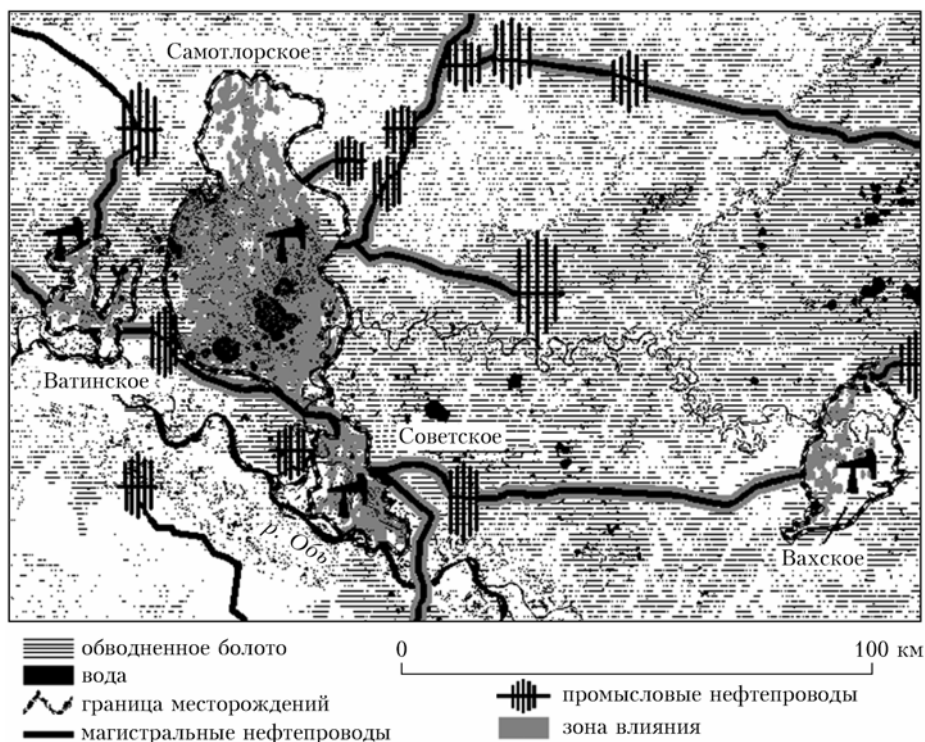 Самотлорское
Ватинское
Советское
р. Обь
Вахское
обводненное болото
вода
граница месторождений
магистральные нефтепроводы
0 100 км
промысловые нефтепроводы
зона влияния